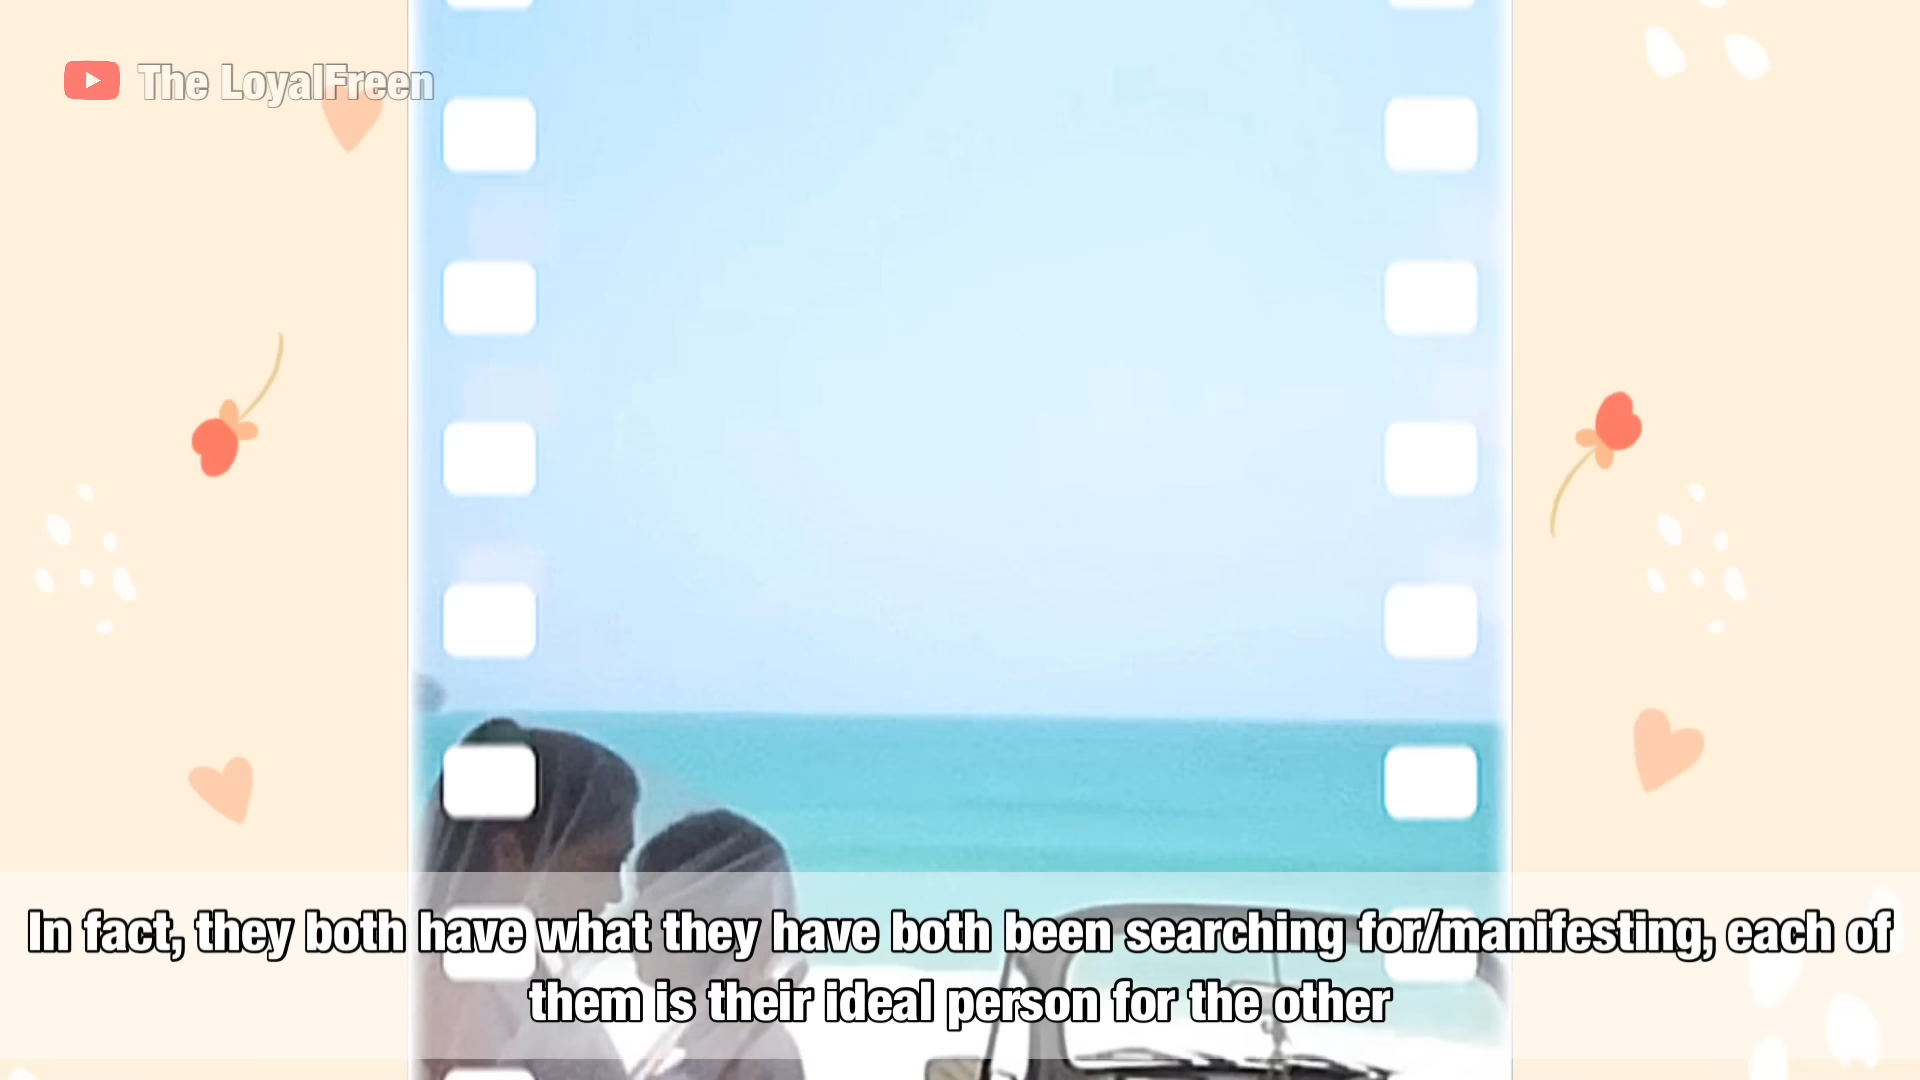 The LoyalFreen
In fact, they both have what they have both been searching for/manifesting, each of
them is their ideal person for the other